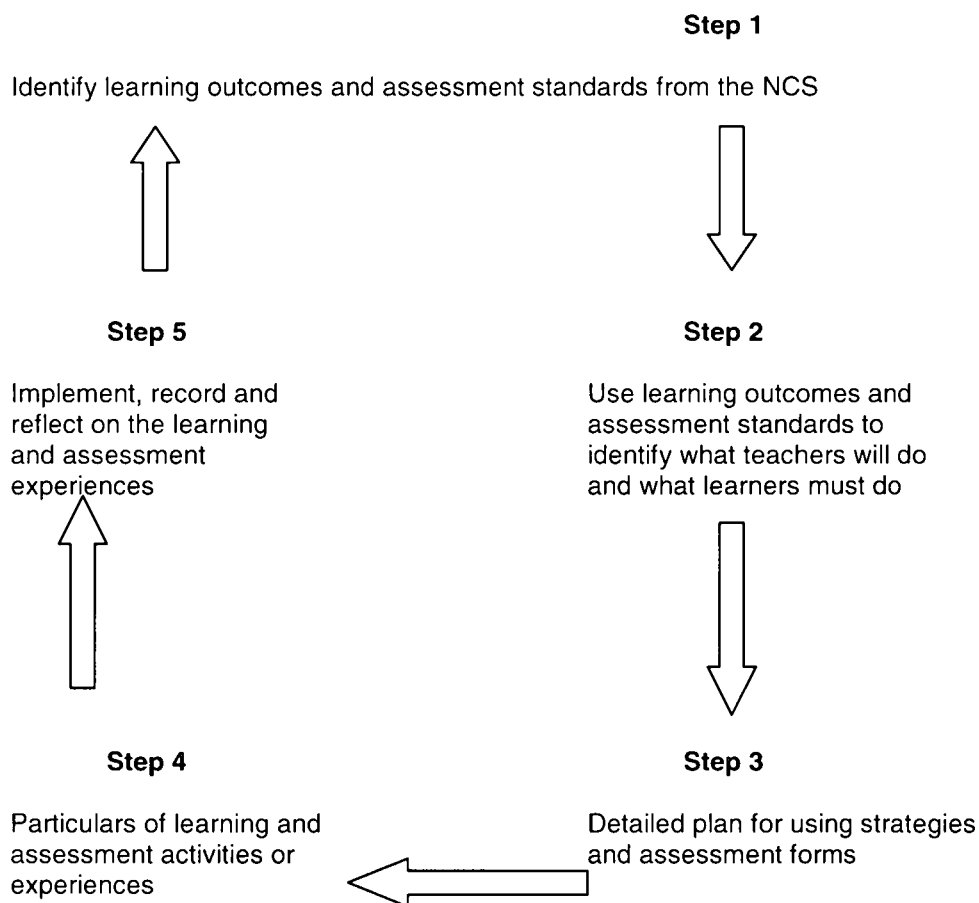 Step 1
Identify learning outcomes and assessment standards from the NCS
Step 5
Implement, record and
reflect on the learning
and assessment
experiences
Step 2
Use learning outcomes and
assessment standards to
identify what teachers will do
and what learners must do
Step 4
Particulars of learning and
assessment activities or
experiences
Step 3
Detailed plan for using strategies
and assessment forms